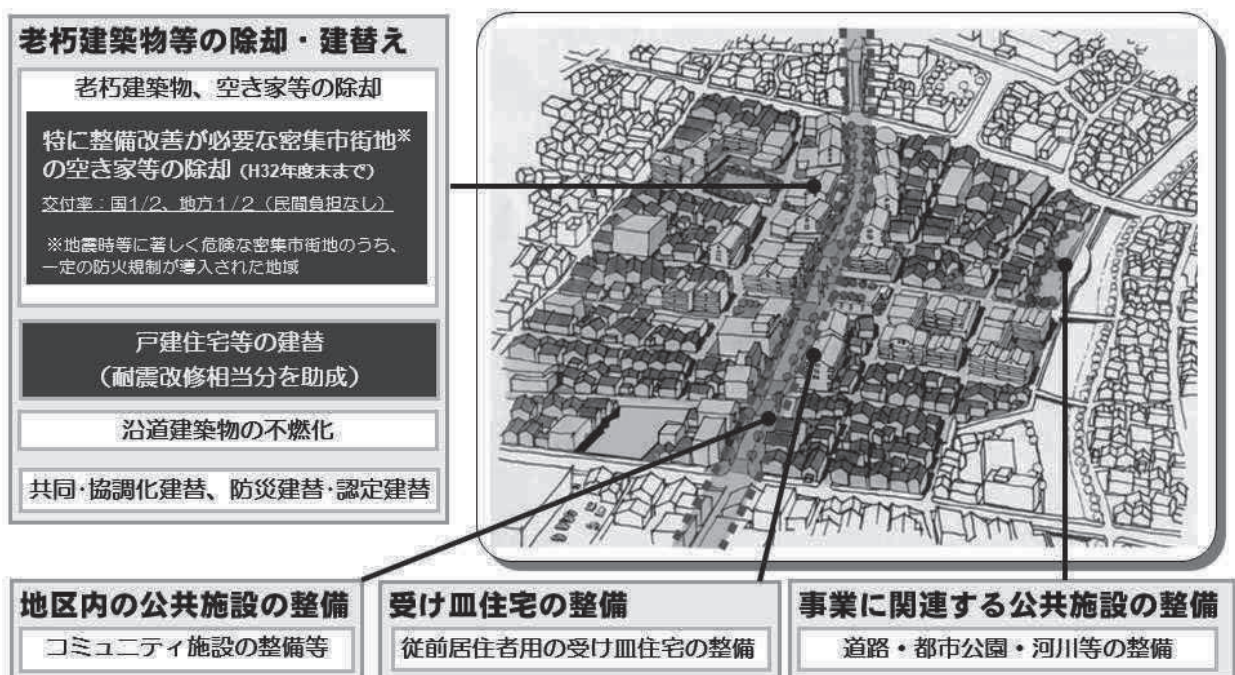 老朽建築物等の除却・建替え
老朽建築物、空き家等の除却
特に整備改善が必要な密集市街地※
の空き家等の除却（H32年度末まで）
交付率：国1/2、地方１/２（民間負担なし）
※地震時等に著しく危険な密集市街地のうち、
一定の防火規制が導入された地域
戸建住宅等の建替
（耐震改修相当分を助成）
沿道建築物の不燃化
共同・協調化建替、防災建替・認定建替
地区内の公共施設の整備
コミュニティ施設の整備等
受け皿住宅の整備
従前居住者用の受け皿住宅の整備
事業に関連する公共施設の整備
道路・都市公園・河川等の整備